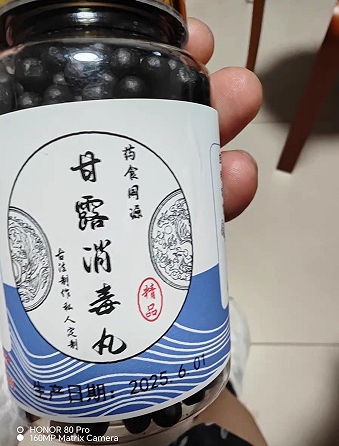 药食同源
甘露消毒丸
古法制作私人定制
精品
生产日期：2025.6.01
HONOR 80 Pro
160MP Matrix Camera